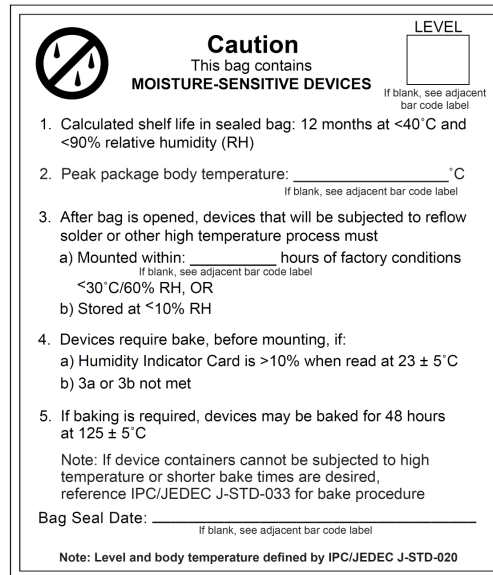 LEVEL
Caution
This bag contains
MOISTURE-SENSITIVE DEVICES
If blank, see adjacent
bar code label
1. Calculated shelf life in sealed bag: 12 months at <40˚C and
<90% relative humidity (RH)
2. Peak package body temperature: ____________________˚C
If blank, see adjacent bar code label
3. After bag is opened, devices that will be subjected to reflow
solder or other high temperature process must
a) Mounted within: ___________ hours of factory conditions
If blank, see adjacent bar code label
<30˚C/60% RH, OR
b) Stored at <10% RH
4. Devices require bake, before mounting, if:
a) Humidity Indicator Card is >10% when read at 23 ± 5˚C
b) 3a or 3b not met
5. If baking is required, devices may be baked for 48 hours
at 125 ± 5˚C
Note: If device containers cannot be subjected to high
temperature or shorter bake times are desired,
reference IPC/JEDEC J-STD-033 for bake procedure
Bag Seal Date: ____________________
If blank, see adjacent bar code label
Note: Level and body temperature defined by IPC/JEDEC J-STD-020